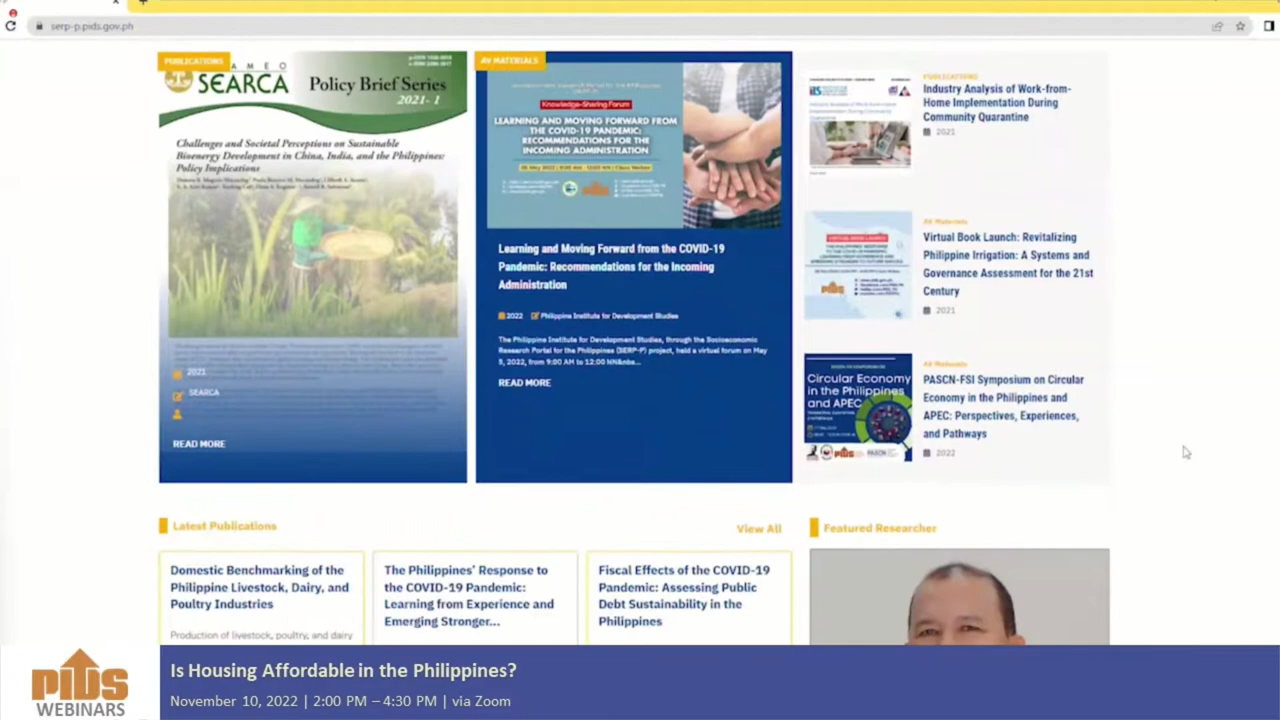 serp-p.pids.gov.ph
PUBLICATIONS
SEARCA
Policy Brief Series
2021- 1
Challenges and Societal Perceptions on Sustainable
Bioenergy Development in China, India, and the Philippines:
Policy Implications
2021
SEARCA
READ MORE
AV MATERIALS
Knowledge-Sharing Forum
LEARNING AND MOVING FORWARD FROM
THE COVID-19 PANDEMIC:
RECOMMENDATIONS FOR THE
INCOMING ADMINISTRATION
Learning and Moving Forward from the COVID-19
Pandemic: Recommendations for the Incoming
Administration
2022 Philippine Institute for Development Studies
The Philippine Institute for Development Studies, through the Socioeconomic
Research Portal for the Philippines (SERP-P) project, held a virtual forum on May
5, 2022, from 9:00 AM to 12:00 NN&nbs...
READ MORE
PUBLICATIONS
Industry Analysis of Work-from-
Home Implementation During
Community Quarantine
2021
AV Materials
Virtual Book Launch: Revitalizing
Philippine Irrigation: A Systems and
Governance Assessment for the 21st
Century
2021
Circular Economy
in the Philippines
and APEC
AV Materials
PASCN-FSI Symposium on Circular
Economy in the Philippines and
APEC: Perspectives, Experiences,
and Pathways
2022
Latest Publications
View All
Featured Researcher
Domestic Benchmarking of the
Philippine Livestock, Dairy, and
Poultry Industries
Production of livestock, poultry, and dairy
The Philippines' Response to
the COVID-19 Pandemic:
Learning from Experience and
Emerging Stronger...
Fiscal Effects of the COVID-19
Pandemic: Assessing Public
Debt Sustainability in the
Philippines
PIDS
WEBINARS
Is Housing Affordable in the Philippines?
November 10, 2022 | 2:00 PM – 4:30 PM | via Zoom